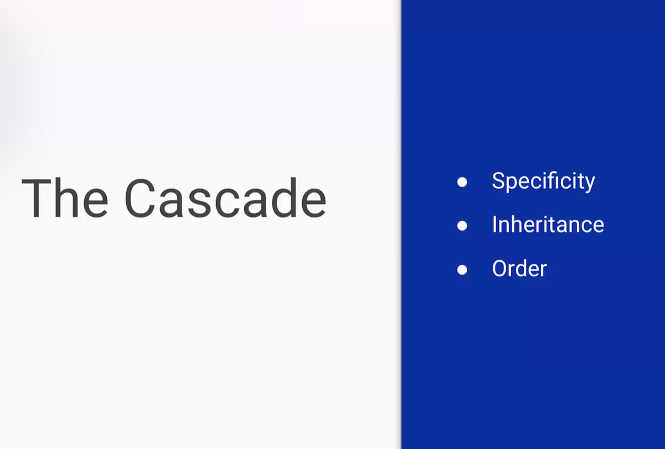 The Cascade
● Specificity
● Inheritance
● Order